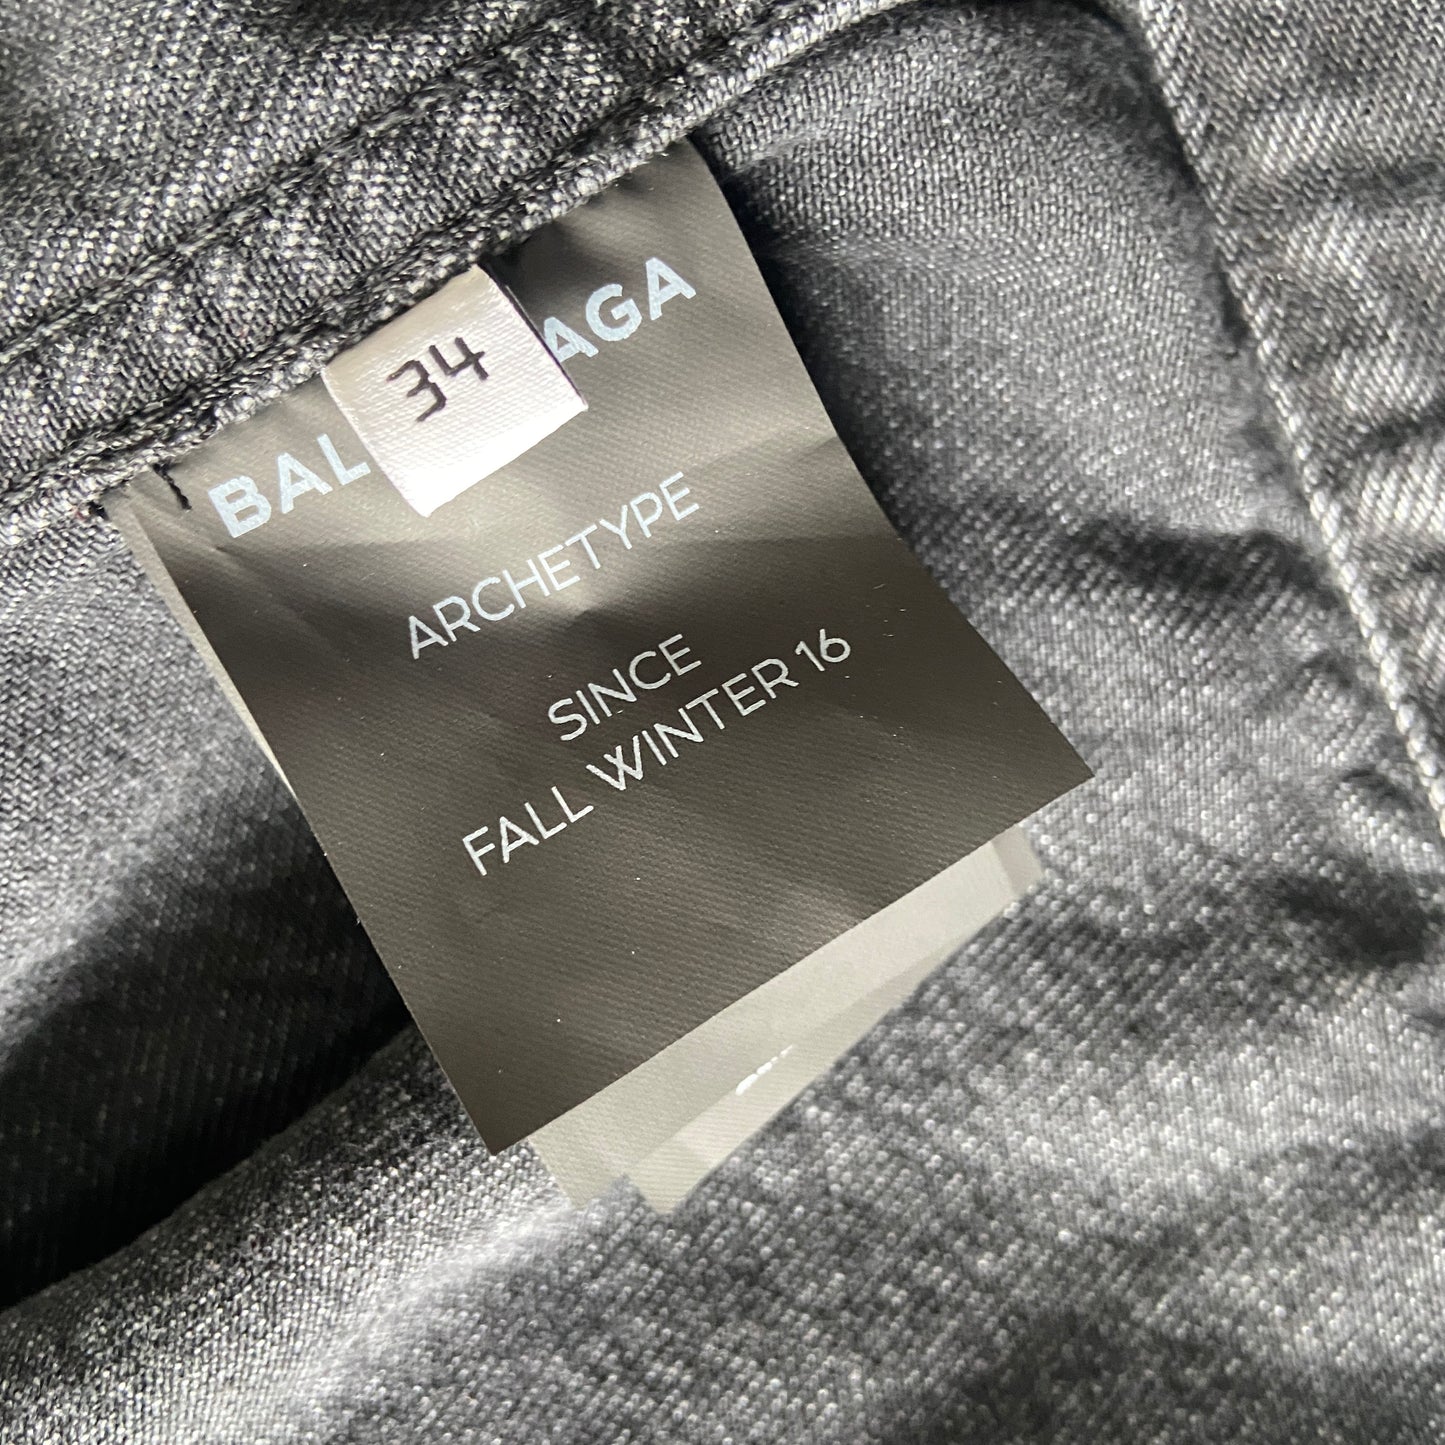 34
BAL AGA
ARCHETYPE
SINCE
FALL WINTER 16